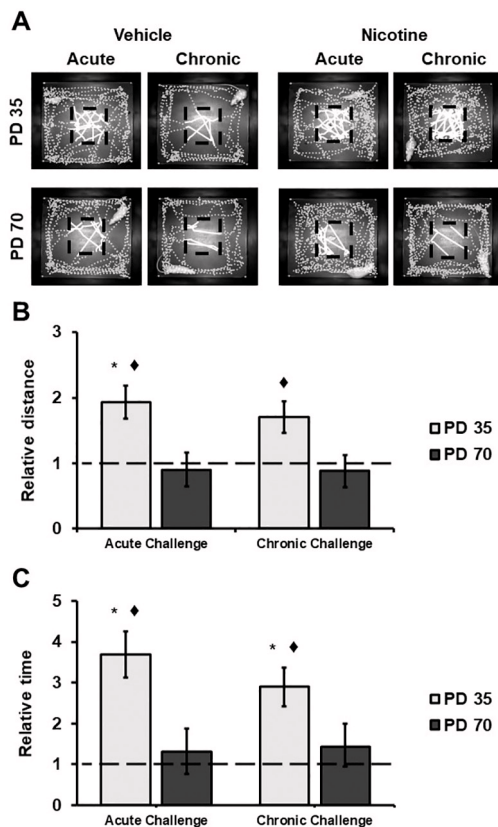 A
Vehicle Nicotine
Acute Chronic Acute Chronic
PD 35
PD 70
B
Relative distance
3
2
1
0
* ♦ ♦
Acute Challenge Chronic Challenge
PD 35
PD 70
C
Relative time
5
4
3
2
1
0
* ♦ * ♦
Acute Challenge Chronic Challenge
PD 35
PD 70